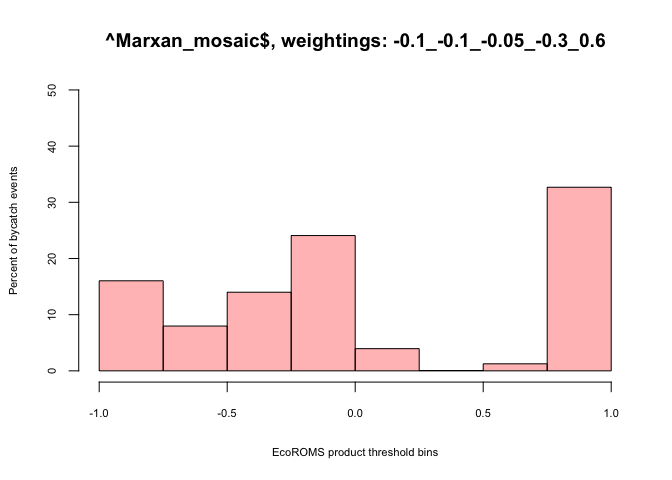 ^Marxan_mosaic$, weightings: -0.1_-0.1_-0.05_-0.3_0.6
50
40
30
20
10
0
Percent of bycatch events
-1.0 -0.5 0.0 0.5 1.0
EcoROMS product threshold bins